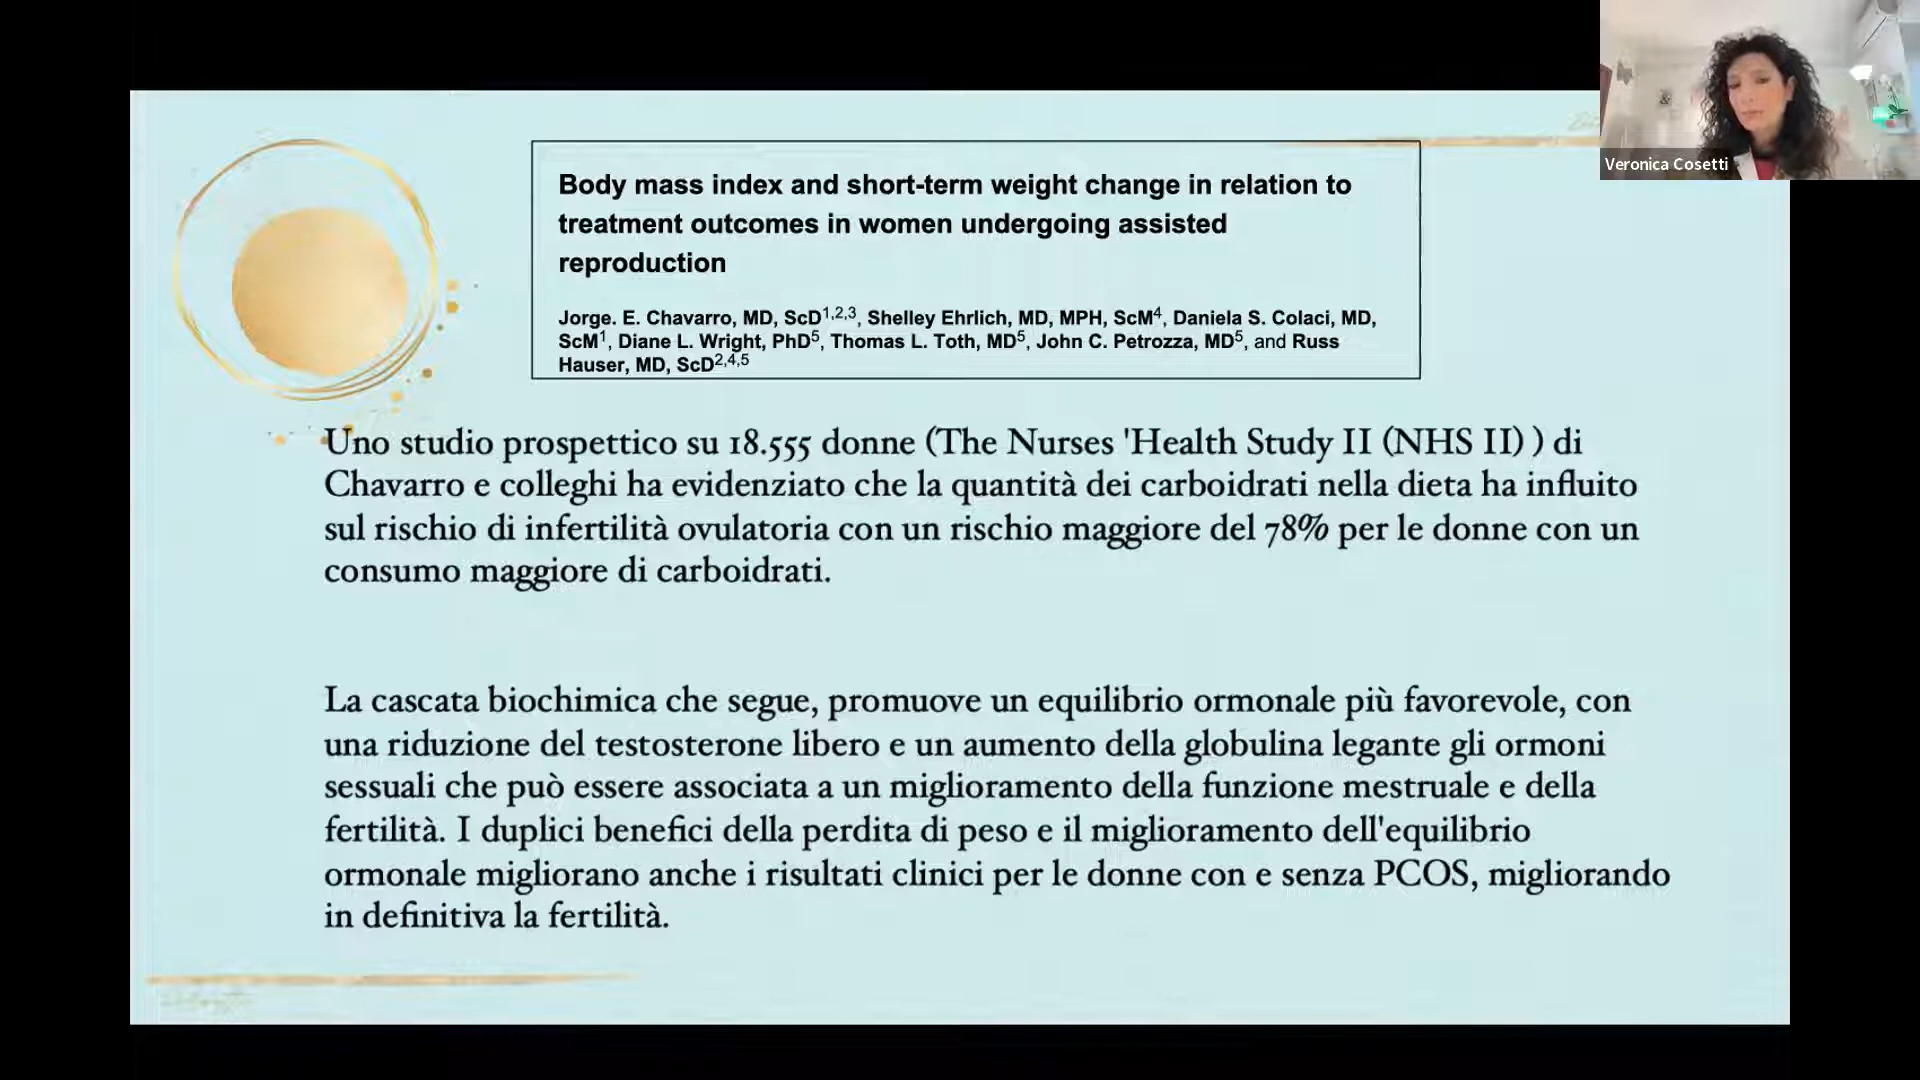 Body mass index and short-term weight change in relation to
treatment outcomes in women undergoing assisted
reproduction
Jorge. E. Chavarro, MD, ScD1,2,3, Shelley Ehrlich, MD, MPH, ScM4, Daniela S. Colaci, MD,
ScM1, Diane L. Wright, PhD5, Thomas L. Toth, MD5, John C. Petrozza, MD5, and Russ
Hauser, MD, ScD2,4,5
Veronica Cosetti
Uno studio prospettico su 18.555 donne (The Nurses 'Health Study II (NHS II) ) di
Chavarro e colleghi ha evidenziato che la quantità dei carboidrati nella dieta ha influito
sul rischio di infertilità ovulatoria con un rischio maggiore del 78% per le donne con un
consumo maggiore di carboidrati.
La cascata biochimica che segue, promuove un equilibrio ormonale più favorevole, con
una riduzione del testosterone libero e un aumento della globulina legante gli ormoni
sessuali che può essere associata a un miglioramento della funzione mestruale e della
fertilità. I duplici benefici della perdita di peso e il miglioramento dell'equilibrio
ormonale migliorano anche i risultati clinici per le donne con e senza PCOS, migliorando
in definitiva la fertilità.